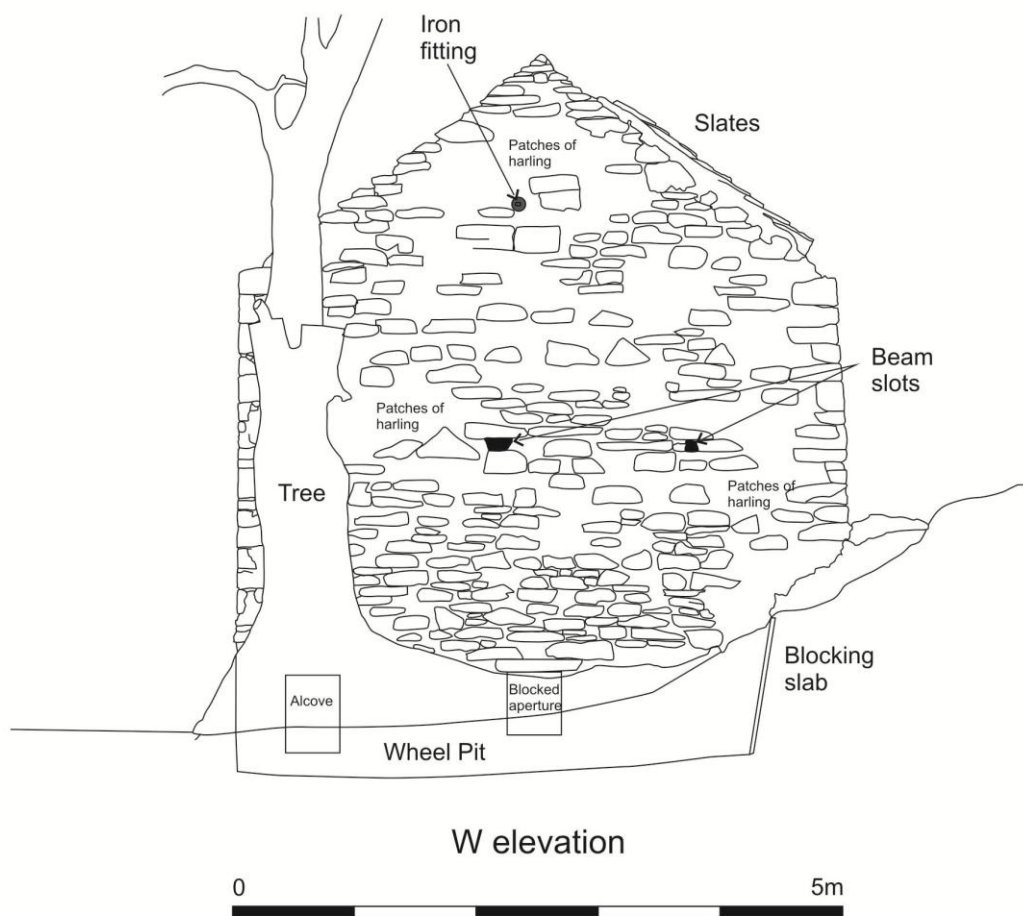 Iron
fitting
Slates
Patches of
harling
Beam
slots
Patches of
harling
Tree
Patches of
harling
Blocking
slab
Alcove
Blocked
aperture
Wheel Pit
W elevation
0
5m